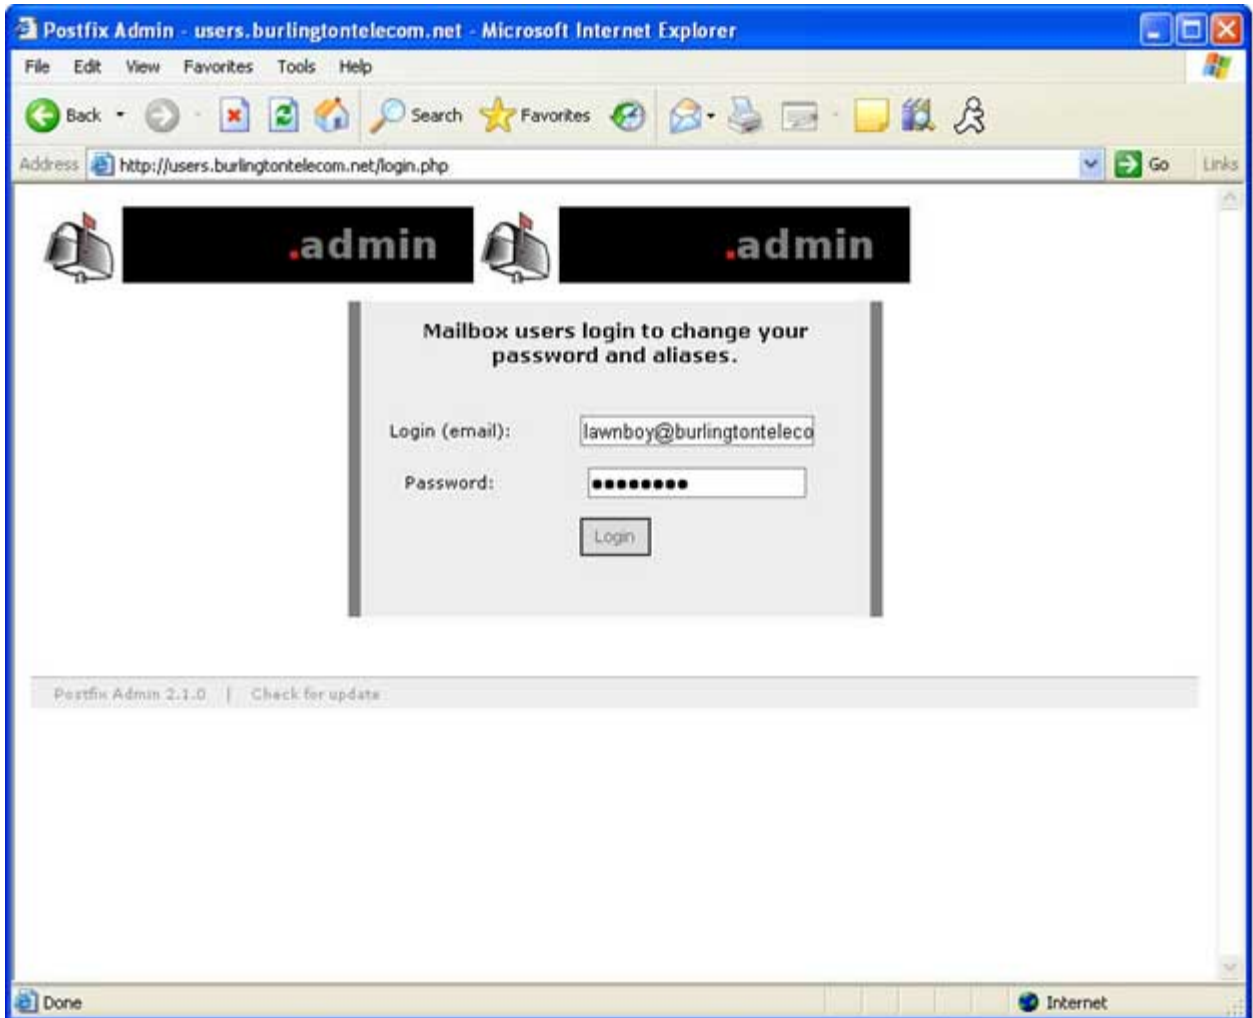 Postfix Admin - users.burlingtontelecom.net - Microsoft Internet Explorer
File Edit View Favorites Tools Help
Back Search Favorites
Address http://users.burlingtontelecom.net/login.php Go Links
.admin .admin
Mailbox users login to change your
password and aliases.
Login (email): lawnboy@burlingtonteleco
Password: ••••••••
Login
Postfix Admin 2.1.0 | Check for update
Done Internet